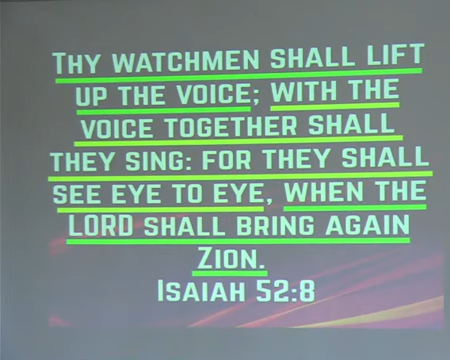 THY WATCHMEN SHALL LIFT
UP THE VOICE; WITH THE
VOICE TOGETHER SHALL
THEY SING: FOR THEY SHALL
SEE EYE TO EYE, WHEN THE
LORD SHALL BRING AGAIN
ZION.
ISAIAH 52:8